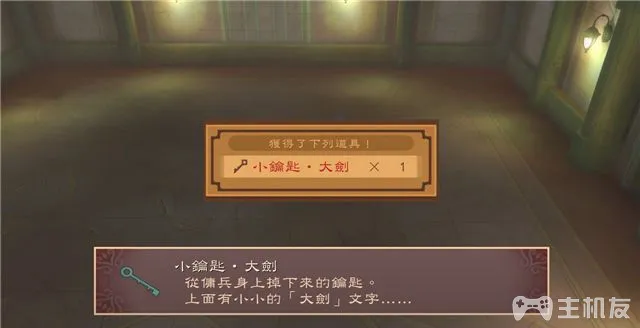 獲得了下列道具！
小鑰匙・大劍 × 1
小鑰匙・大劍
從傭兵身上掉下來的鑰匙。
上面有小小的「大劍」文字……
主机友